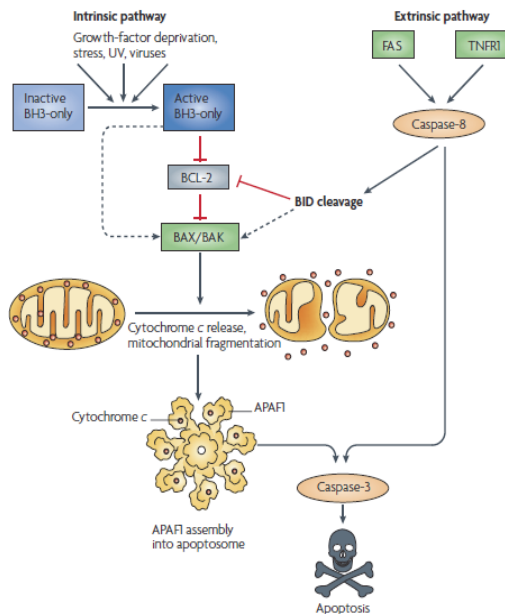 Intrinsic pathway
Growth-factor deprivation,
stress, UV, viruses
Extrinsic pathway
FAS
TNFR1
Inactive
BH3-only
Active
BH3-only
Caspase-8
BCL-2
BID cleavage
BAX/BAK
Cytochrome c release,
mitochondrial fragmentation
Cytochrome c
APAF1
APAF1 assembly
into apoptosome
Caspase-3
Apoptosis